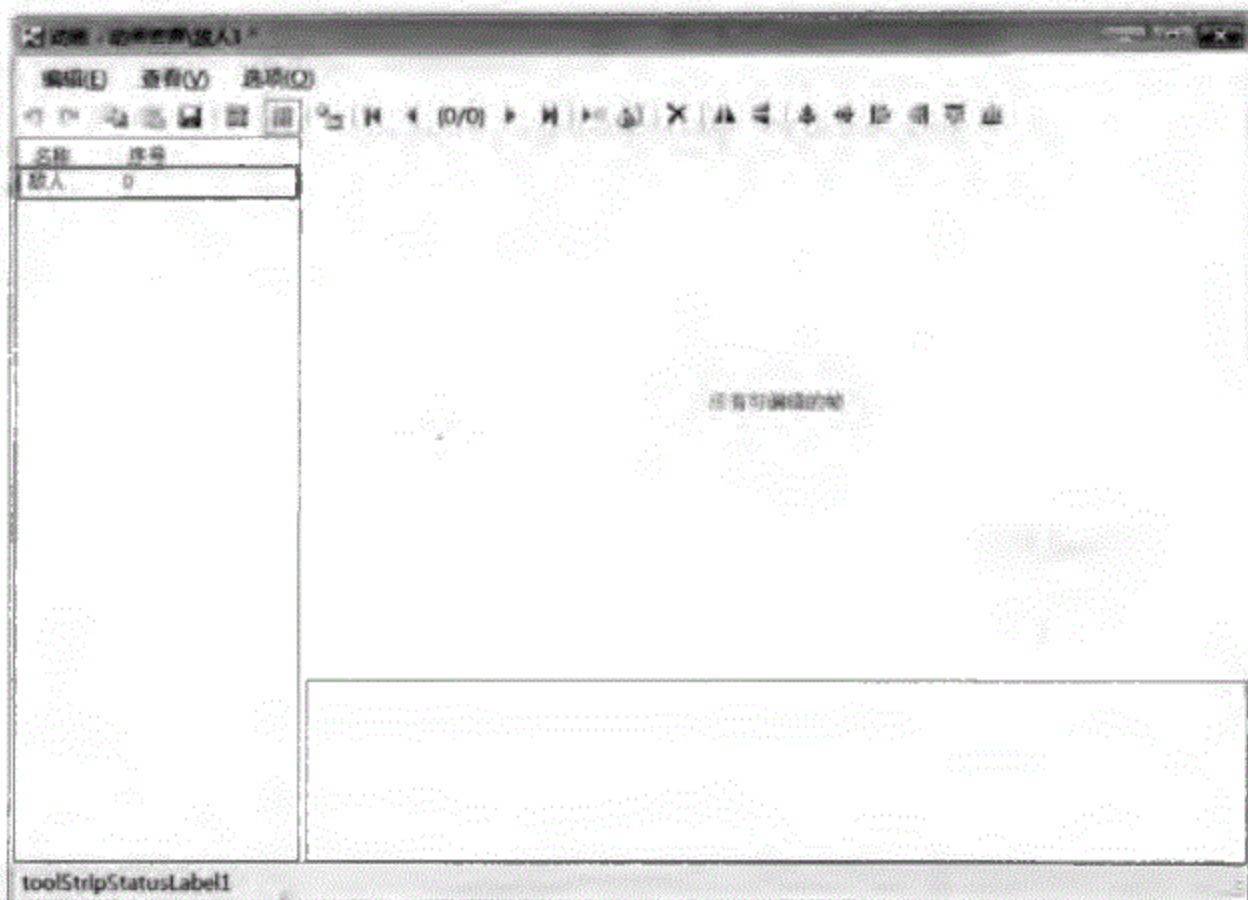 编辑(E) 查看(V) 选项(O)
(0/0)
名称 序号
敌人 0
有可编辑的帧
toolStripStatusLabel1